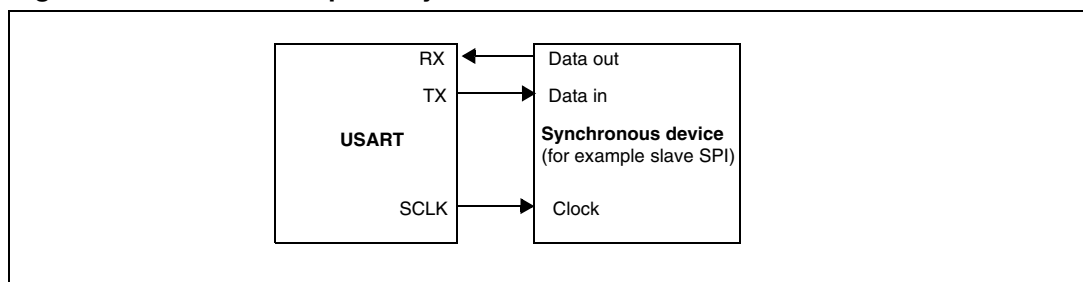 RX
Data out
TX
Data in
USART
Synchronous device
(for example slave SPI)
SCLK
Clock